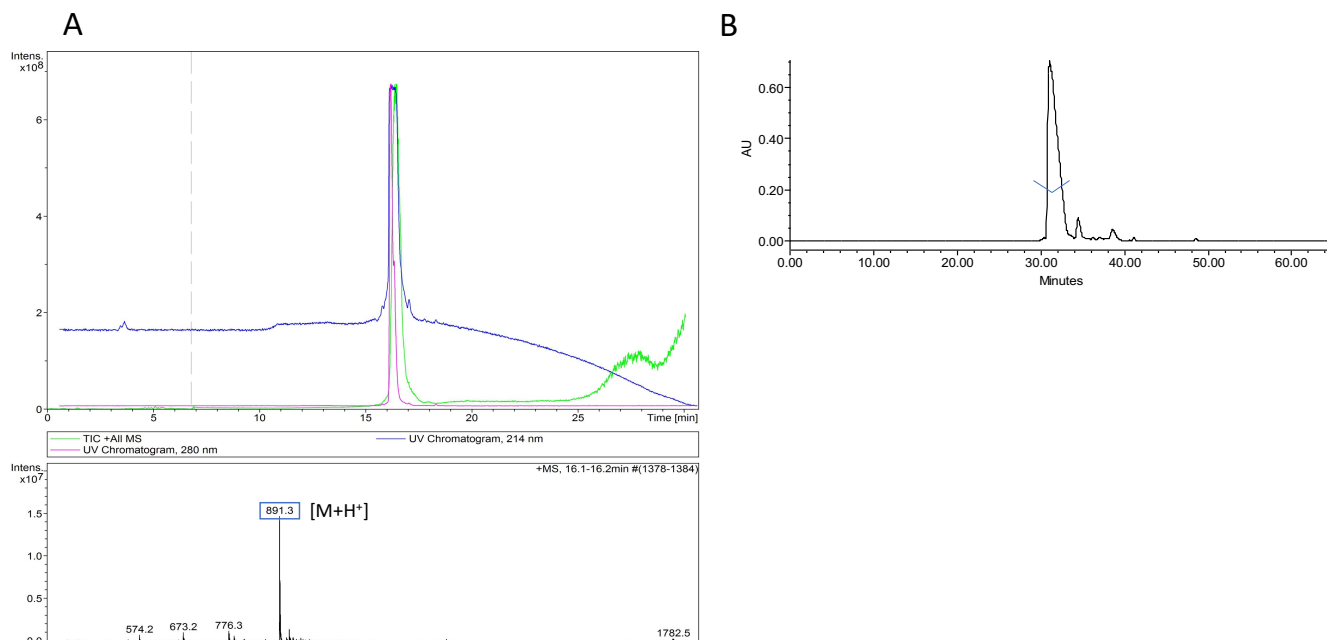 A
Intens.
x10⁸
6
4
2
0
0 5 10 15 20 25 Time [min]
TIC +All MS
UV Chromatogram, 214 nm
UV Chromatogram, 280 nm
Intens.
x10⁷
+MS, 16.1-16.2min #(1378-1384)
891.3 [M+H⁺]
1.5
1.0
0.5
0.0
574.2 673.2 776.3 1782.5
B
AU
0.60
0.40
0.20
0.00
0.00 10.00 20.00 30.00 40.00 50.00 60.00
Minutes